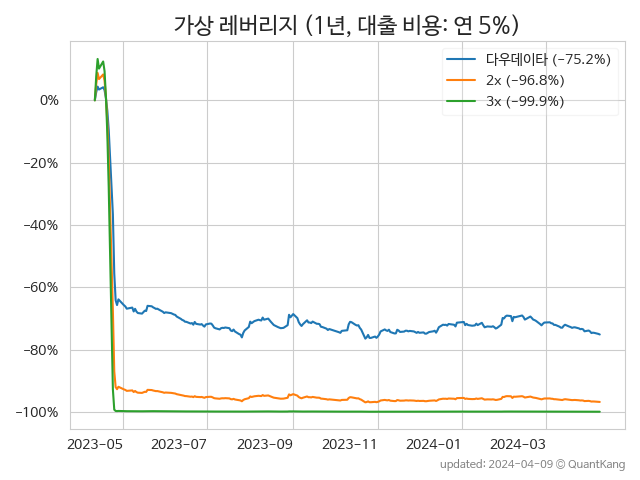 가상 레버리지 (1년, 대출 비용: 연 5%)
다우데이타 (-75.2%)
2x (-96.8%)
3x (-99.9%)
0%
-20%
-40%
-60%
-80%
-100%
2023-05 2023-07 2023-09 2023-11 2024-01 2024-03
updated: 2024-04-09 © QuantKang